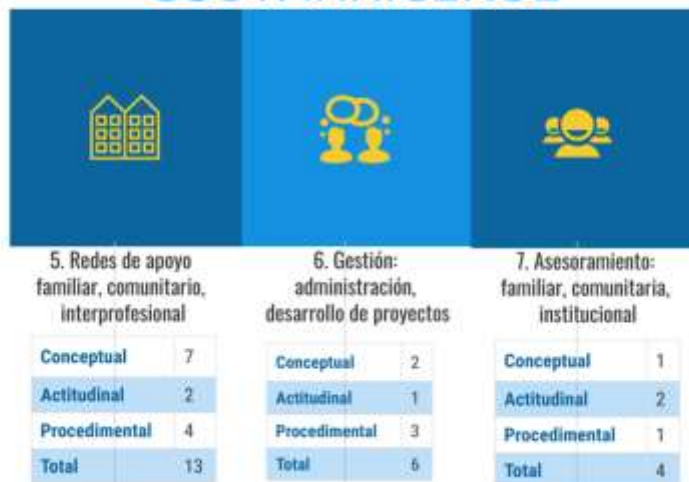 5. Redes de apoyo
familiar, comunitario,
interprofesional
Conceptual 7
Actitudinal 2
Procedimental 4
Total 13
6. Gestión:
administración,
desarrollo de proyectos
Conceptual 2
Actitudinal 1
Procedimental 3
Total 6
7. Asesoramiento:
familiar, comunitaria,
institucional
Conceptual 1
Actitudinal 2
Procedimental 1
Total 4